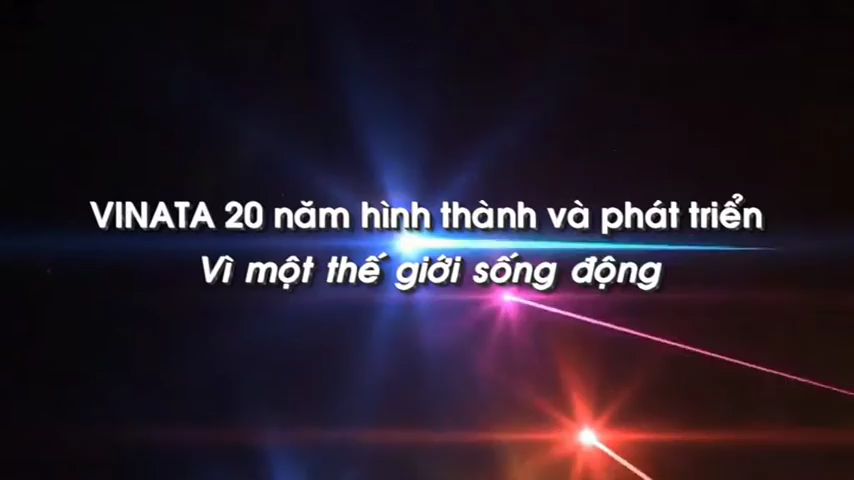 VINATA 20 năm hình thành và phát triển
Vì một thế giới sống động